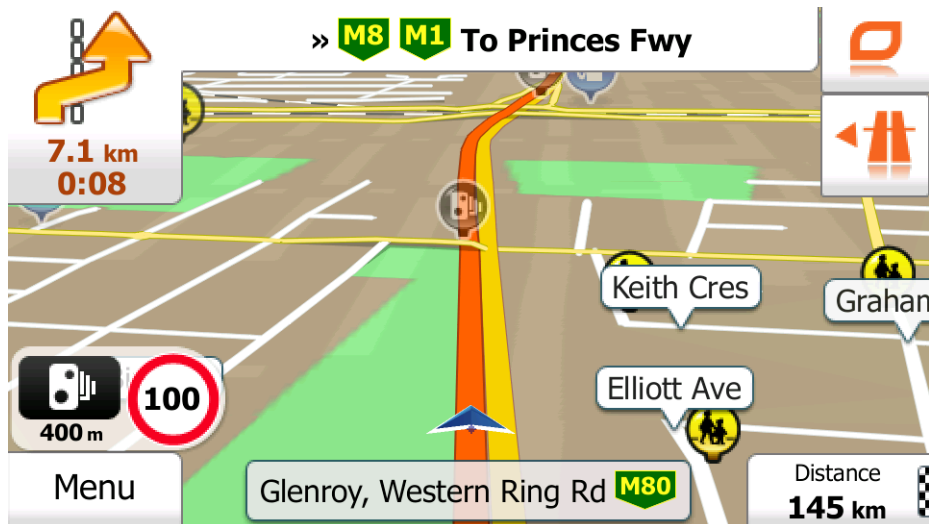 » M8 M1 To Princes Fwy
7.1 km
0:08
Keith Cres
Graham
Elliott Ave
100
400 m
Menu
Glenroy, Western Ring Rd M80
Distance
145 km